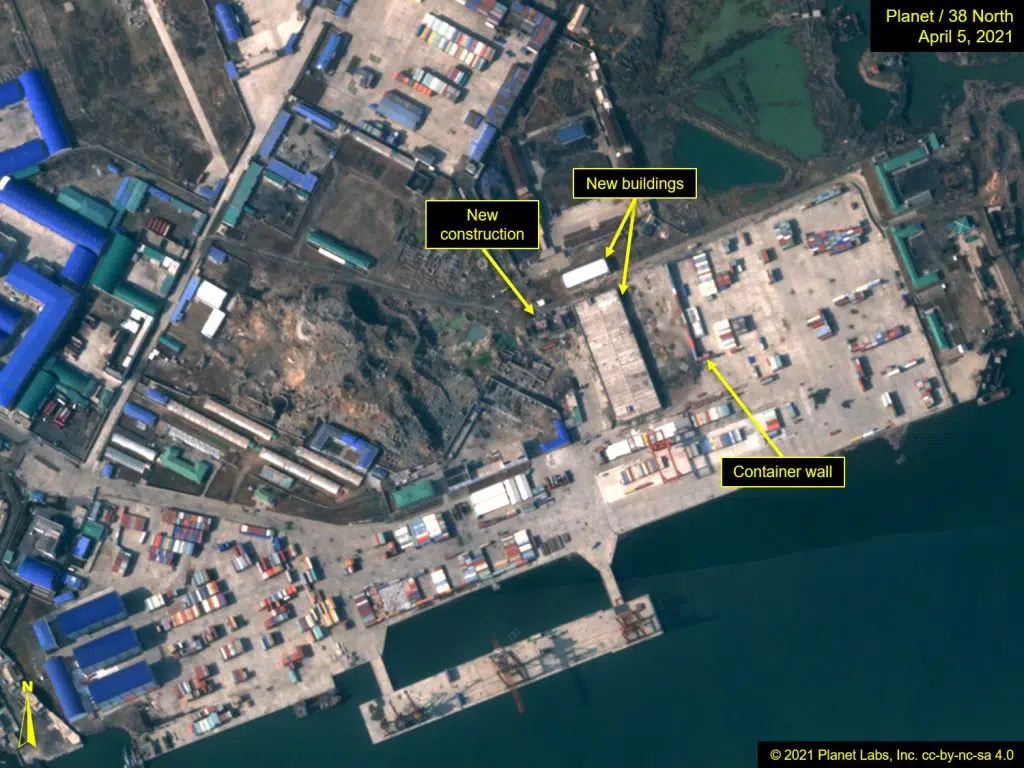 Planet / 38 North
April 5, 2021
New buildings
New
construction
Container wall
N
© 2021 Planet Labs, Inc. cc-by-nc-sa 4.0